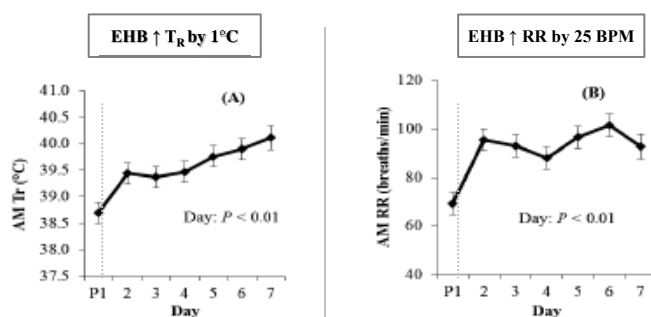 EHB ↑ T_R by 1°C
EHB ↑ RR by 25 BPM
41.0
40.5
40.0
39.5
39.0
38.5
38.0
37.5
AM Tr (°C)
(A)
Day: P < 0.01
P1 2 3 4 5 6 7
Day
120
100
80
60
40
AM RR (breaths/min)
(B)
Day: P < 0.01
P1 2 3 4 5 6 7
Day